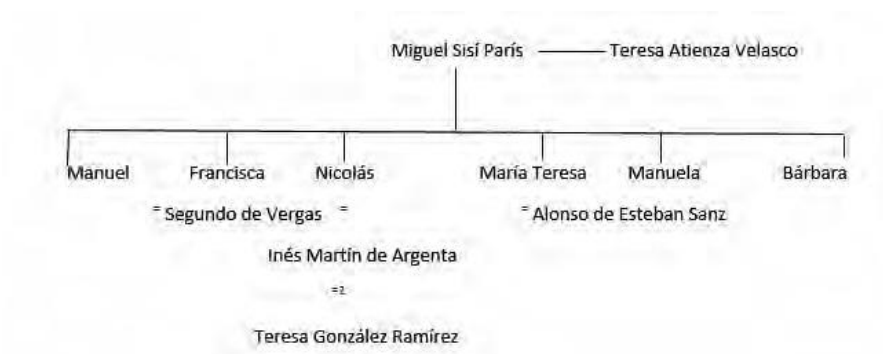 Miguel Sisí París Teresa Atienza Velasco
Manuel Francisca Nicolás María Teresa Manuela Bárbara
= Segundo de Vergas = = Alonso de Esteban Sanz
Inés Martín de Argenta
=2
Teresa González Ramírez